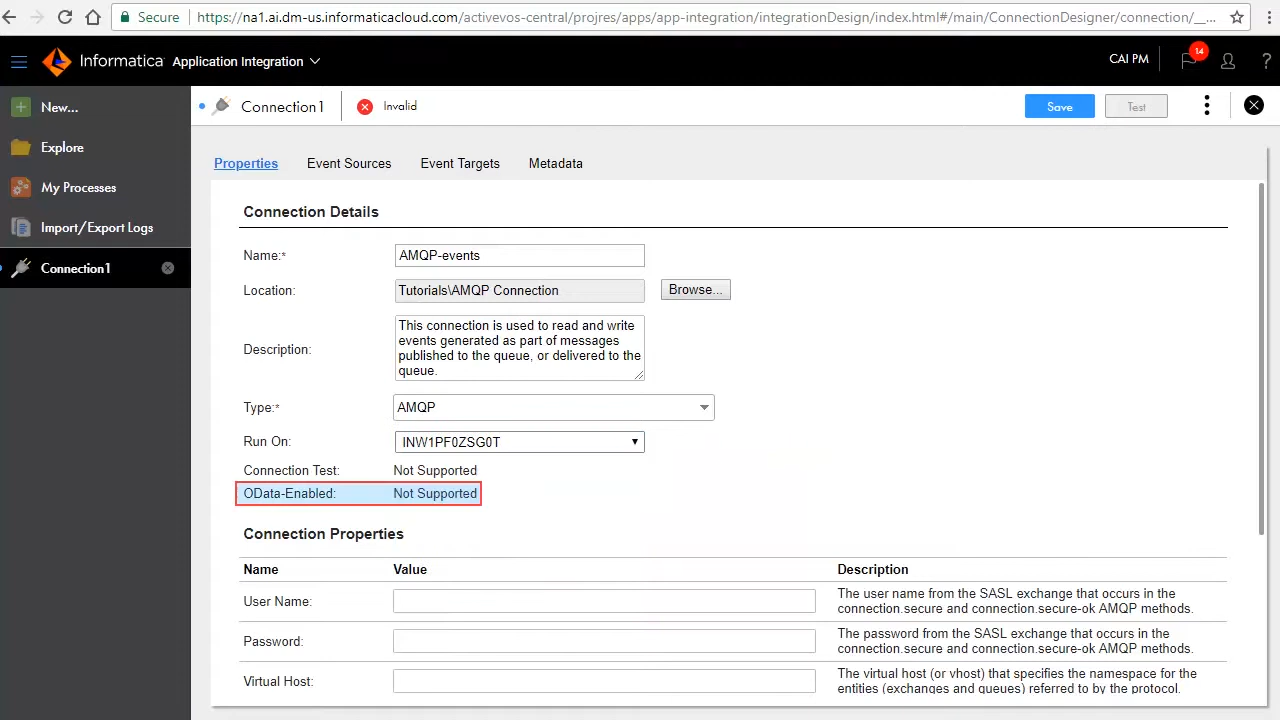 Secure https://na1.ai.dm-us.informaticacloud.com/activevos-central/projres/apps/app-integration/integrationDesign/index.html#/main/ConnectionDesigner/connection/__...
Informatica Application Integration CAI PM 14 ?
New...
Explore
My Processes
Import/Export Logs
Connection1
Connection1 Invalid Save Test
Properties Event Sources Event Targets Metadata
Connection Details
Name:* AMQP-events
Location: Tutorials\AMQP Connection Browse...
Description:
This connection is used to read and write
events generated as part of messages
published to the queue, or delivered to the
queue.
Type:* AMQP
Run On: INW1PF0ZSG0T
Connection Test: Not Supported
OData-Enabled: Not Supported
Connection Properties
Name Value Description
User Name:
The user name from the SASL exchange that occurs in the
connection.secure and connection.secure-ok AMQP methods.
Password:
The password from the SASL exchange that occurs in the
connection.secure and connection.secure-ok AMQP methods.
Virtual Host:
The virtual host (or vhost) that specifies the namespace for the
entities (exchanges and queues) referred to by the protocol.